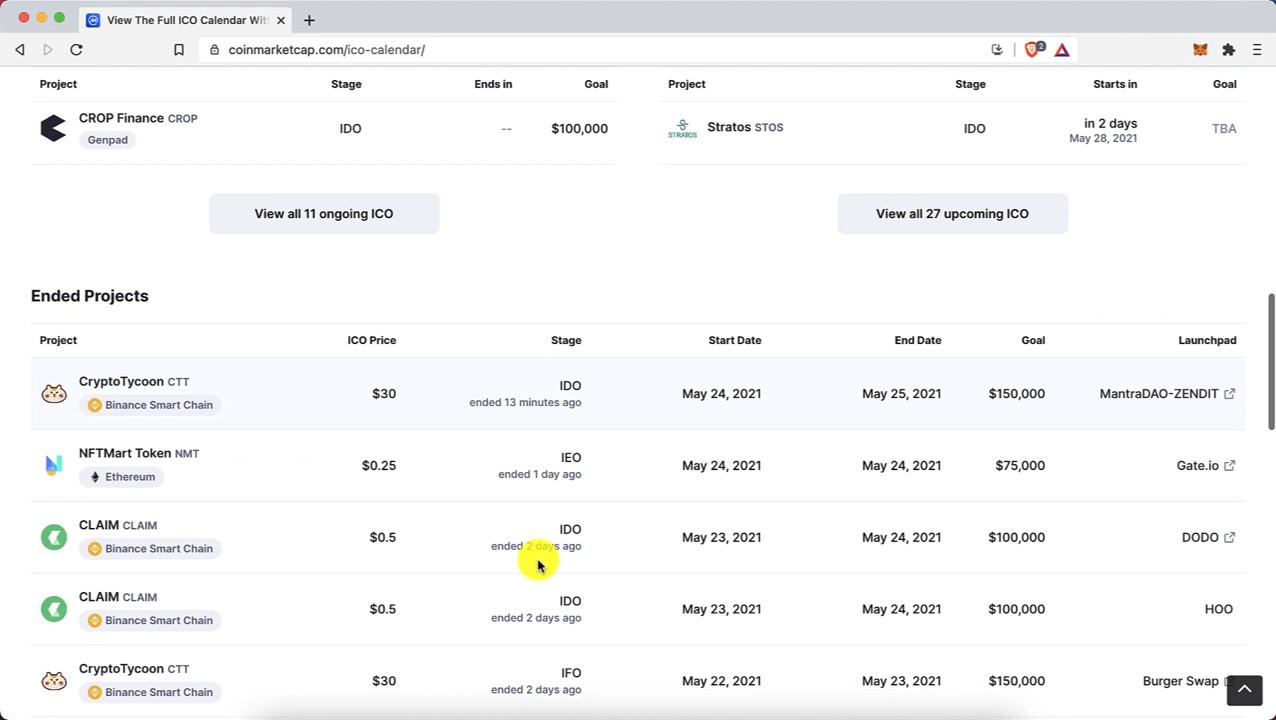 View The Full ICO Calendar Wit
coinmarketcap.com/ico-calendar/
2
Project Stage Ends in Goal
CROP Finance CROP
Genpad
IDO -- $100,000
Project Stage Starts in Goal
Stratos STOS IDO in 2 days
May 28, 2021
TBA
View all 11 ongoing ICO
View all 27 upcoming ICO
Ended Projects
Project ICO Price Stage Start Date End Date Goal Launchpad
CryptoTycoon CTT
Binance Smart Chain
$30
IDO
ended 13 minutes ago
May 24, 2021 May 25, 2021 $150,000 MantraDAO-ZENDIT
NFTMart Token NMT
Ethereum
$0.25
IEO
ended 1 day ago
May 24, 2021 May 24, 2021 $75,000 Gate.io
CLAIM CLAIM
Binance Smart Chain
$0.5
IDO
ended 2 days ago
May 23, 2021 May 24, 2021 $100,000 DODO
CLAIM CLAIM
Binance Smart Chain
$0.5
IDO
ended 2 days ago
May 23, 2021 May 24, 2021 $100,000 HOO
CryptoTycoon CTT
Binance Smart Chain
$30
IFO
ended 2 days ago
May 22, 2021 May 23, 2021 $150,000 Burger Swap